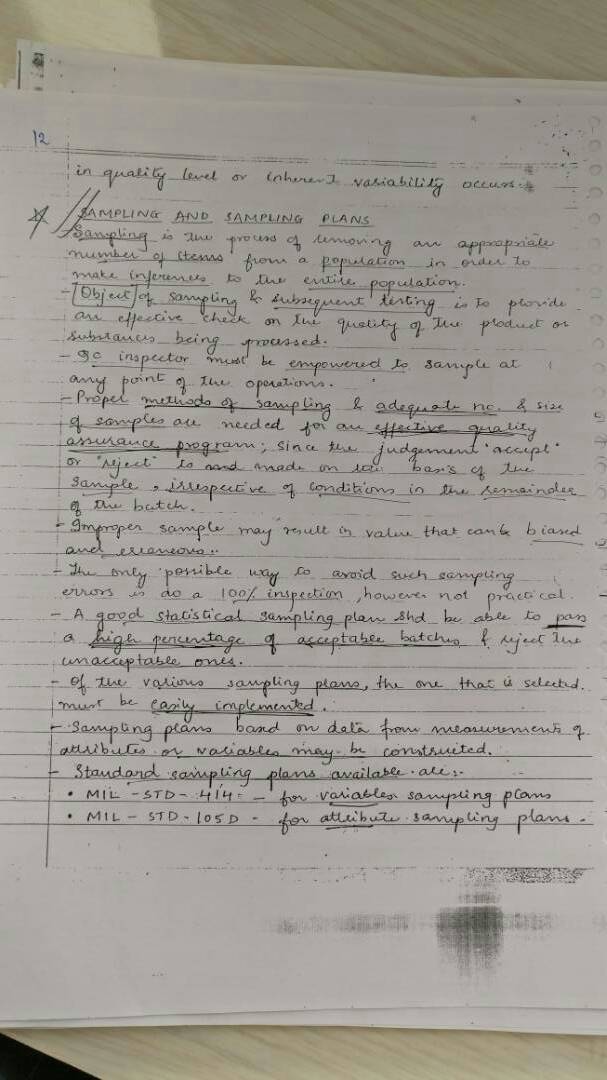 12
in quality level or inherent variability occurs.
SAMPLING AND SAMPLING PLANS
Sampling is the process of removing an appropriate
number of items from a population in order to
make inferences to the entire population.
- Object of sampling & subsequent testing is to provide
an effective check on the quality of the product or
substances being processed.
- QC inspector must be empowered to sample at
any point of the operations.
- Proper methods of sampling & adequate no. & size
of samples are needed for an effective quality
assurance program; since the judgement "accept"
or "reject" is made on the basis of the
sample, irrespective of conditions in the remainder
of the batch.
- Improper sample may result in value that can be biased
and erroneous.
- The only possible way to avoid such sampling
errors is do a 100% inspection, however not practical.
- A good statistical sampling plan shd be able to pass
a high percentage of acceptable batches & reject the
unacceptable ones.
- Of the various sampling plans, the one that is selected
must be easily implemented.
- Sampling plans based on data from measurements of
attributes or variables may be constructed.
- Standard sampling plans available are:-
• MIL-STD-414 - for variables sampling plans
• MIL-STD-105D - for attribute sampling plans.